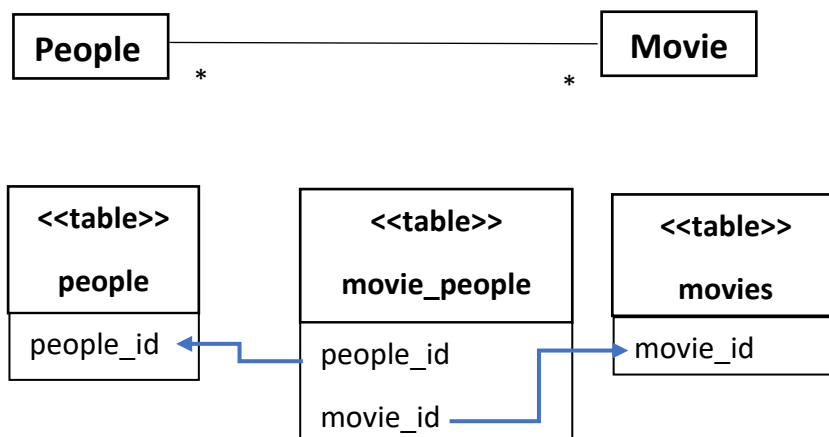 People
Movie
*
*
<<table>>
people
people_id
<<table>>
movie_people
people_id
movie_id
<<table>>
movies
movie_id